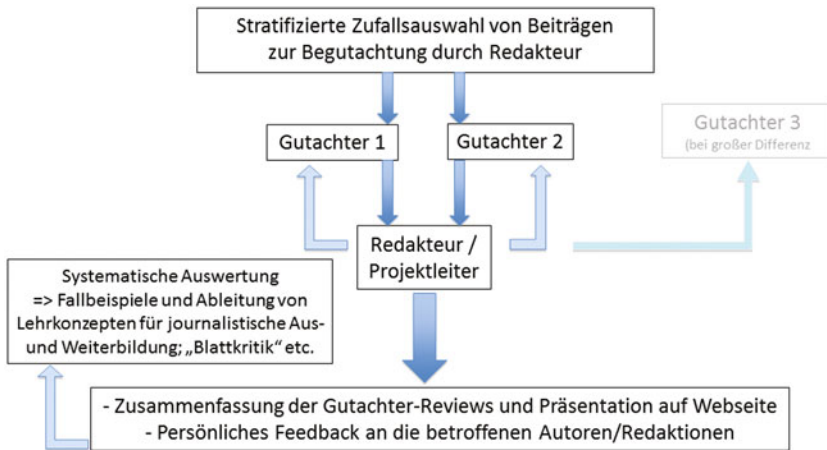 Stratifizierte Zufallsauswahl von Beiträgen
zur Begutachtung durch Redakteur
Gutachter 1
Gutachter 2
Gutachter 3
(bei großer Differenz
Redakteur /
Projektleiter
Systematische Auswertung
=> Fallbeispiele und Ableitung von
Lehrkonzepten für journalistische Aus-
und Weiterbildung; „Blattkritik“ etc.
- Zusammenfassung der Gutachter-Reviews und Präsentation auf Webseite
- Persönliches Feedback an die betroffenen Autoren/Redaktionen